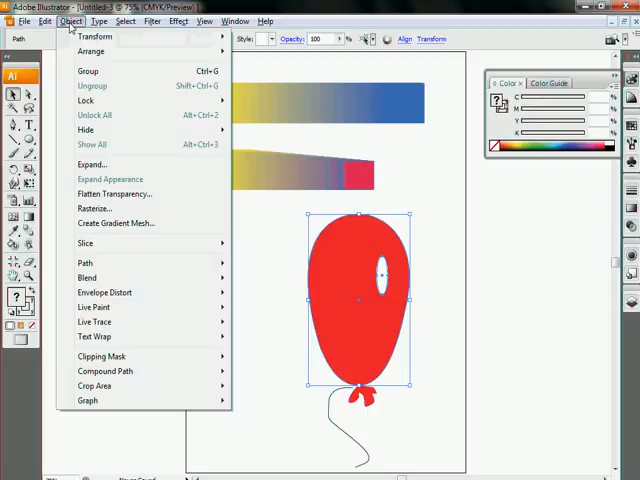 Adobe Illustrator - [Untitled-3 @ 75% (CMYK/Preview)]
File Edit Object Type Select Filter Effect View Window Help
Path
Style: Opacity: 100 % Align Transform
Ai
Transform
Arrange
Group Ctrl+G
Ungroup Shift+Ctrl+G
Lock
Unlock All Alt+Ctrl+2
Hide
Show All Alt+Ctrl+3
Expand...
Expand Appearance
Flatten Transparency...
Rasterize...
Create Gradient Mesh...
Slice
Path
Blend
Envelope Distort
Live Paint
Live Trace
Text Wrap
Clipping Mask
Compound Path
Crop Area
Graph
Color Color Guide
C %
M %
Y %
K %
? ?